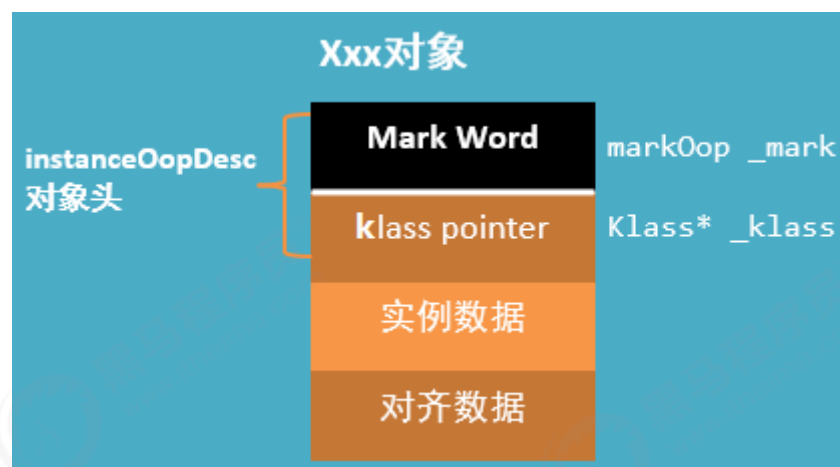 Xxx对象
Mark Word
markOop _mark
instanceOopDesc
对象头
klass pointer
Klass* _klass
实例数据
对齐数据